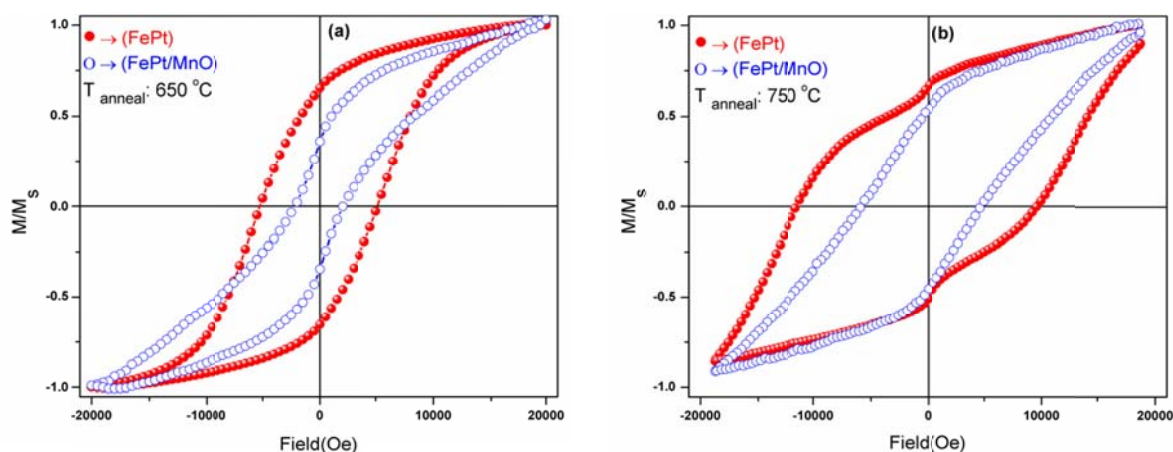 (a)
→ (FePt)
→ (FePt/MnO)
T anneal: 650 °C
M/Ms
1.0
0.5
0.0
-0.5
-1.0
-20000 -10000 0 10000 20000
Field(Oe)
(b)
→ (FePt)
→ (FePt/MnO)
T anneal: 750 °C
M/Ms
1.0
0.5
0.0
-0.5
-1.0
-20000 -10000 0 10000 20000
Field(Oe)